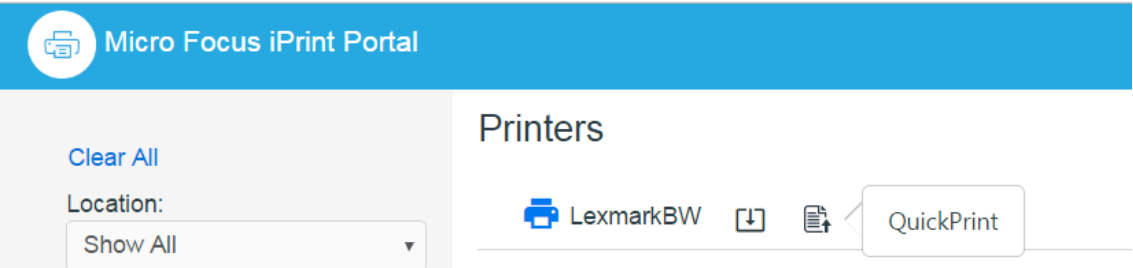 Micro Focus iPrint Portal
Clear All
Location:
Show All
Printers
LexmarkBW
QuickPrint